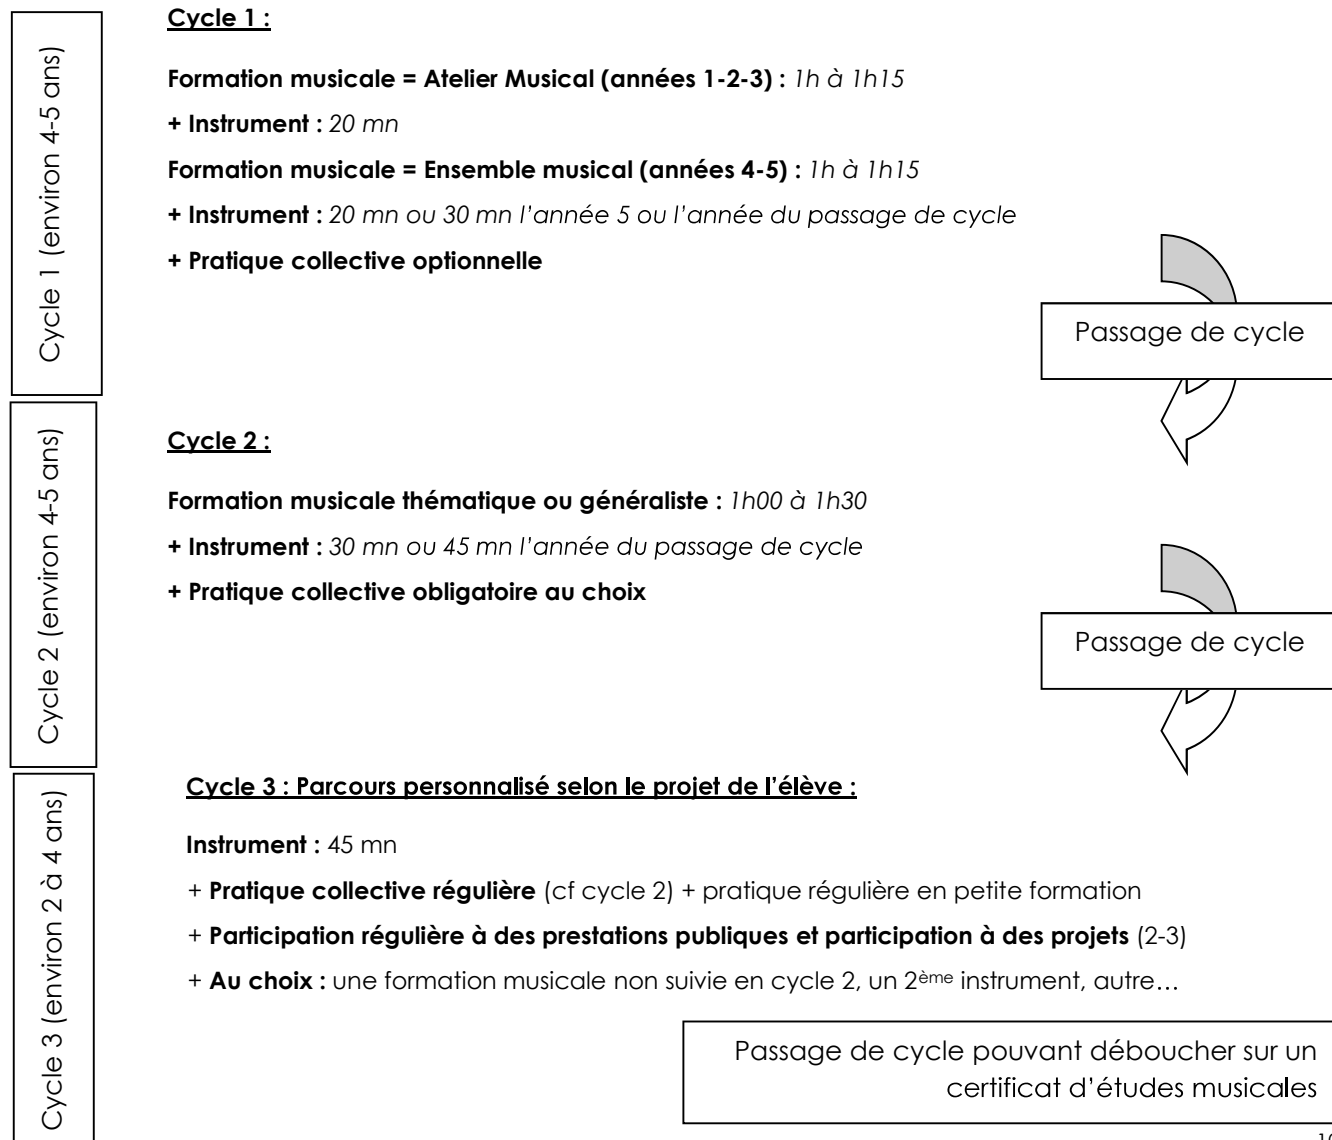 Cycle 1 (environ 4-5 ans)
Cycle 1 :
Formation musicale = Atelier Musical (années 1-2-3) : 1h à 1h15
+ Instrument : 20 mn
Formation musicale = Ensemble musical (années 4-5) : 1h à 1h15
+ Instrument : 20 mn ou 30 mn l’année 5 ou l’année du passage de cycle
+ Pratique collective optionnelle
Passage de cycle
Cycle 2 (environ 4-5 ans)
Cycle 2 :
Formation musicale thématique ou généraliste : 1h00 à 1h30
+ Instrument : 30 mn ou 45 mn l’année du passage de cycle
+ Pratique collective obligatoire au choix
Passage de cycle
Cycle 3 (environ 2 à 4 ans)
Cycle 3 : Parcours personnalisé selon le projet de l’élève :
Instrument : 45 mn
+ Pratique collective régulière (cf cycle 2) + pratique régulière en petite formation
+ Participation régulière à des prestations publiques et participation à des projets (2-3)
+ Au choix : une formation musicale non suivie en cycle 2, un 2ème instrument, autre…
Passage de cycle pouvant déboucher sur un
certificat d’études musicales